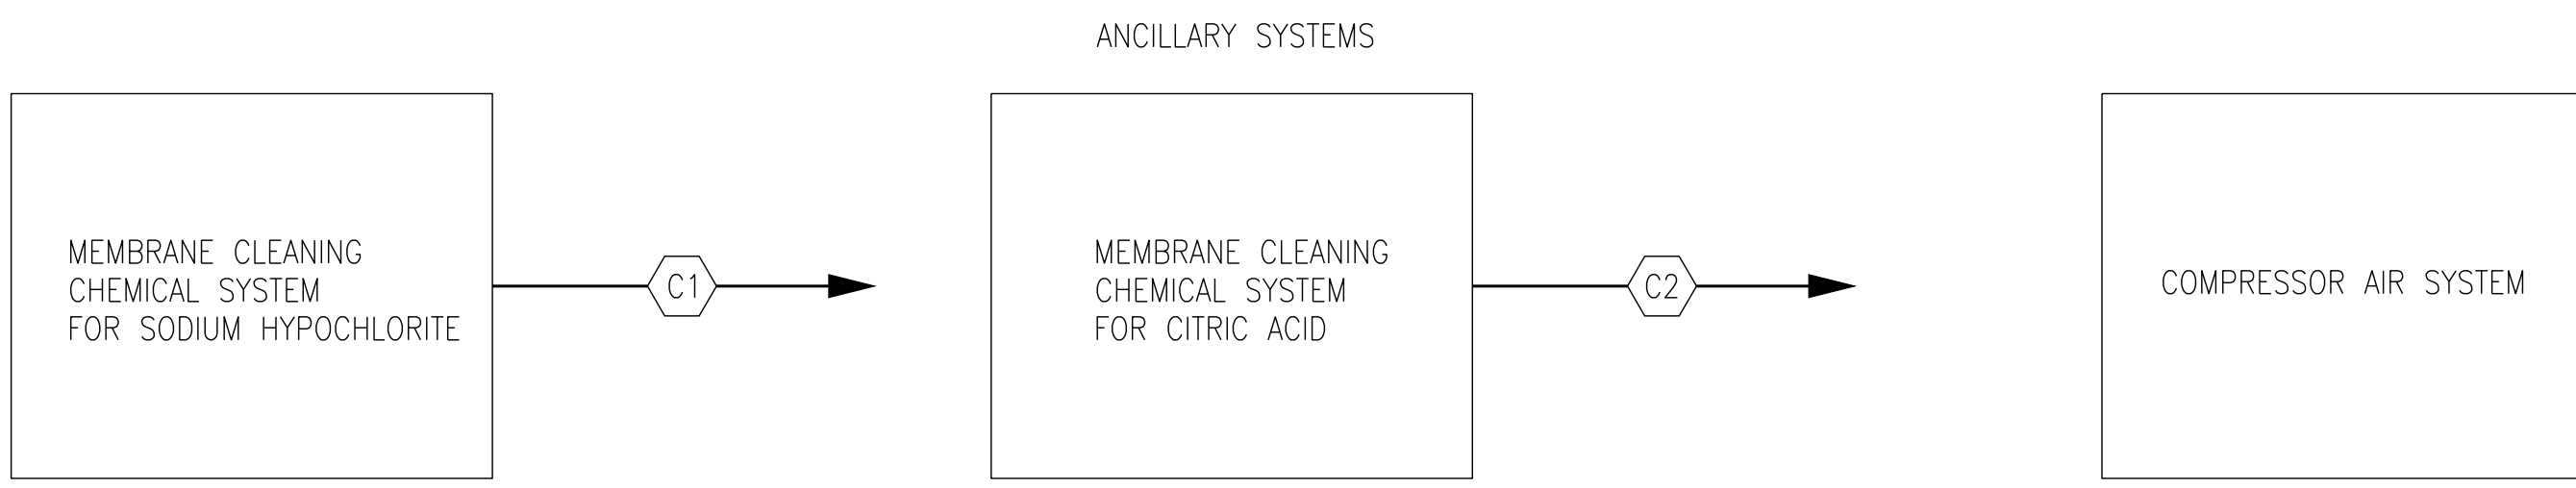 ANCILLARY SYSTEMS
MEMBRANE CLEANING
CHEMICAL SYSTEM
FOR SODIUM HYPOCHLORITE
C1
MEMBRANE CLEANING
CHEMICAL SYSTEM
FOR CITRIC ACID
C2
COMPRESSOR AIR SYSTEM